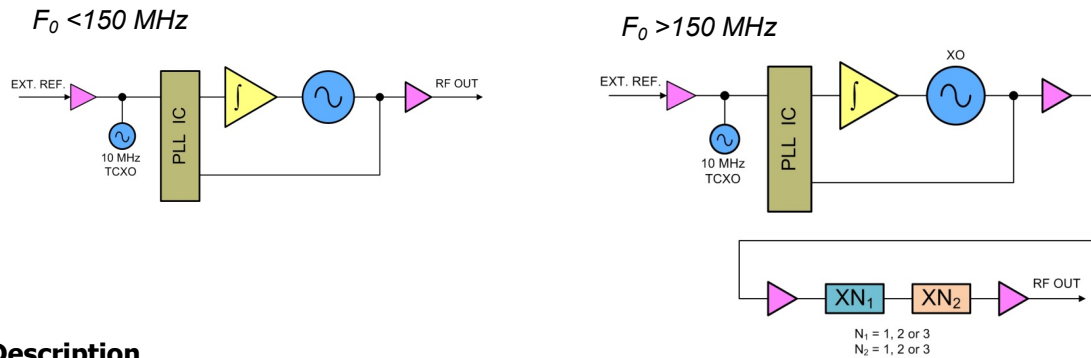 F₀ <150 MHz
EXT. REF.
RF OUT
10 MHz
TCXO
PLL IC
∫
F₀ >150 MHz
XO
EXT. REF.
10 MHz
TCXO
PLL IC
∫
XN₁
XN₂
RF OUT
N₁ = 1, 2 or 3
N₂ = 1, 2 or 3
Description